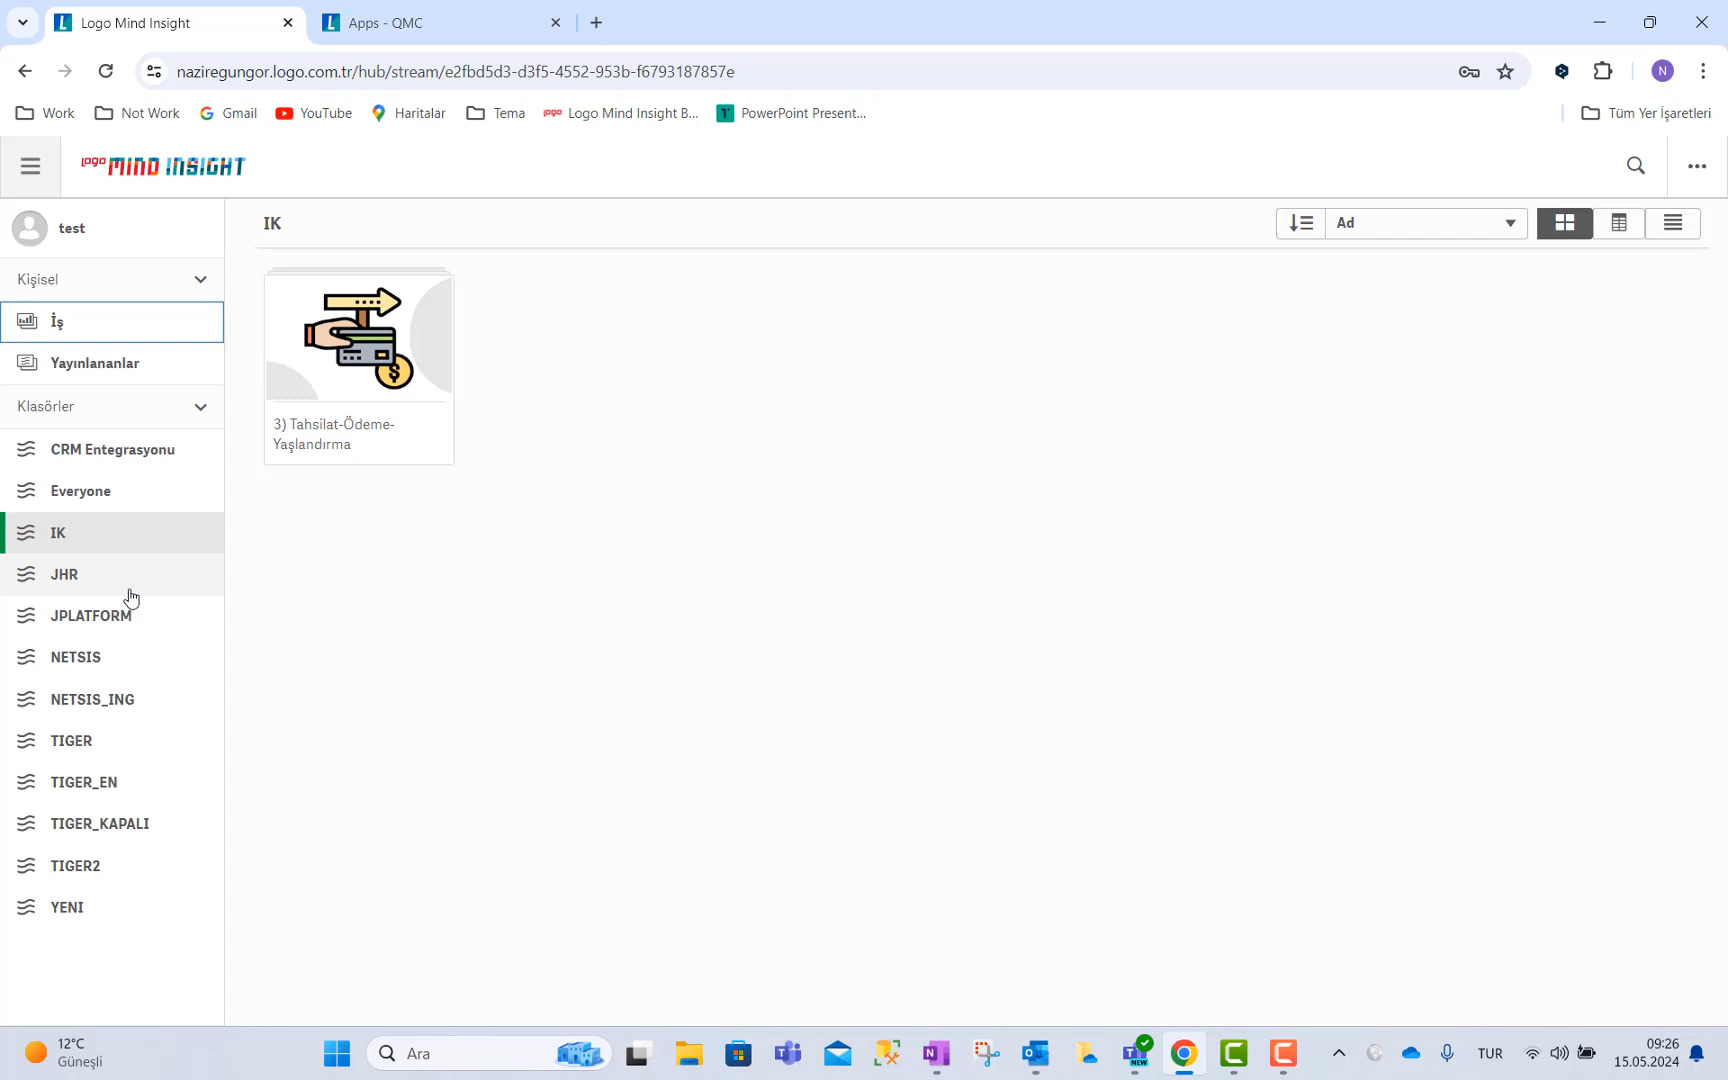 Logo Mind Insight
Apps - QMC
naziregungor.logo.com.tr/hub/stream/e2fbd5d3-d3f5-4552-953b-f6793187857e
N
Work
Not Work
Gmail
YouTube
Haritalar
Tema
Logo Mind Insight B...
PowerPoint Present...
Tüm Yer İşaretleri
LOGO MIND INSIGHT
test
IK
Ad
Kişisel
İş
Yayınlananlar
Klasörler
CRM Entegrasyonu
Everyone
IK
JHR
JPLATFORM
NETSIS
NETSIS_ING
TIGER
TIGER_EN
TIGER_KAPALI
TIGER2
YENI
3) Tahsilat-Ödeme-
Yaşlandırma
12°C
Güneşli
Ara
NEW
TUR
09:26
15.05.2024